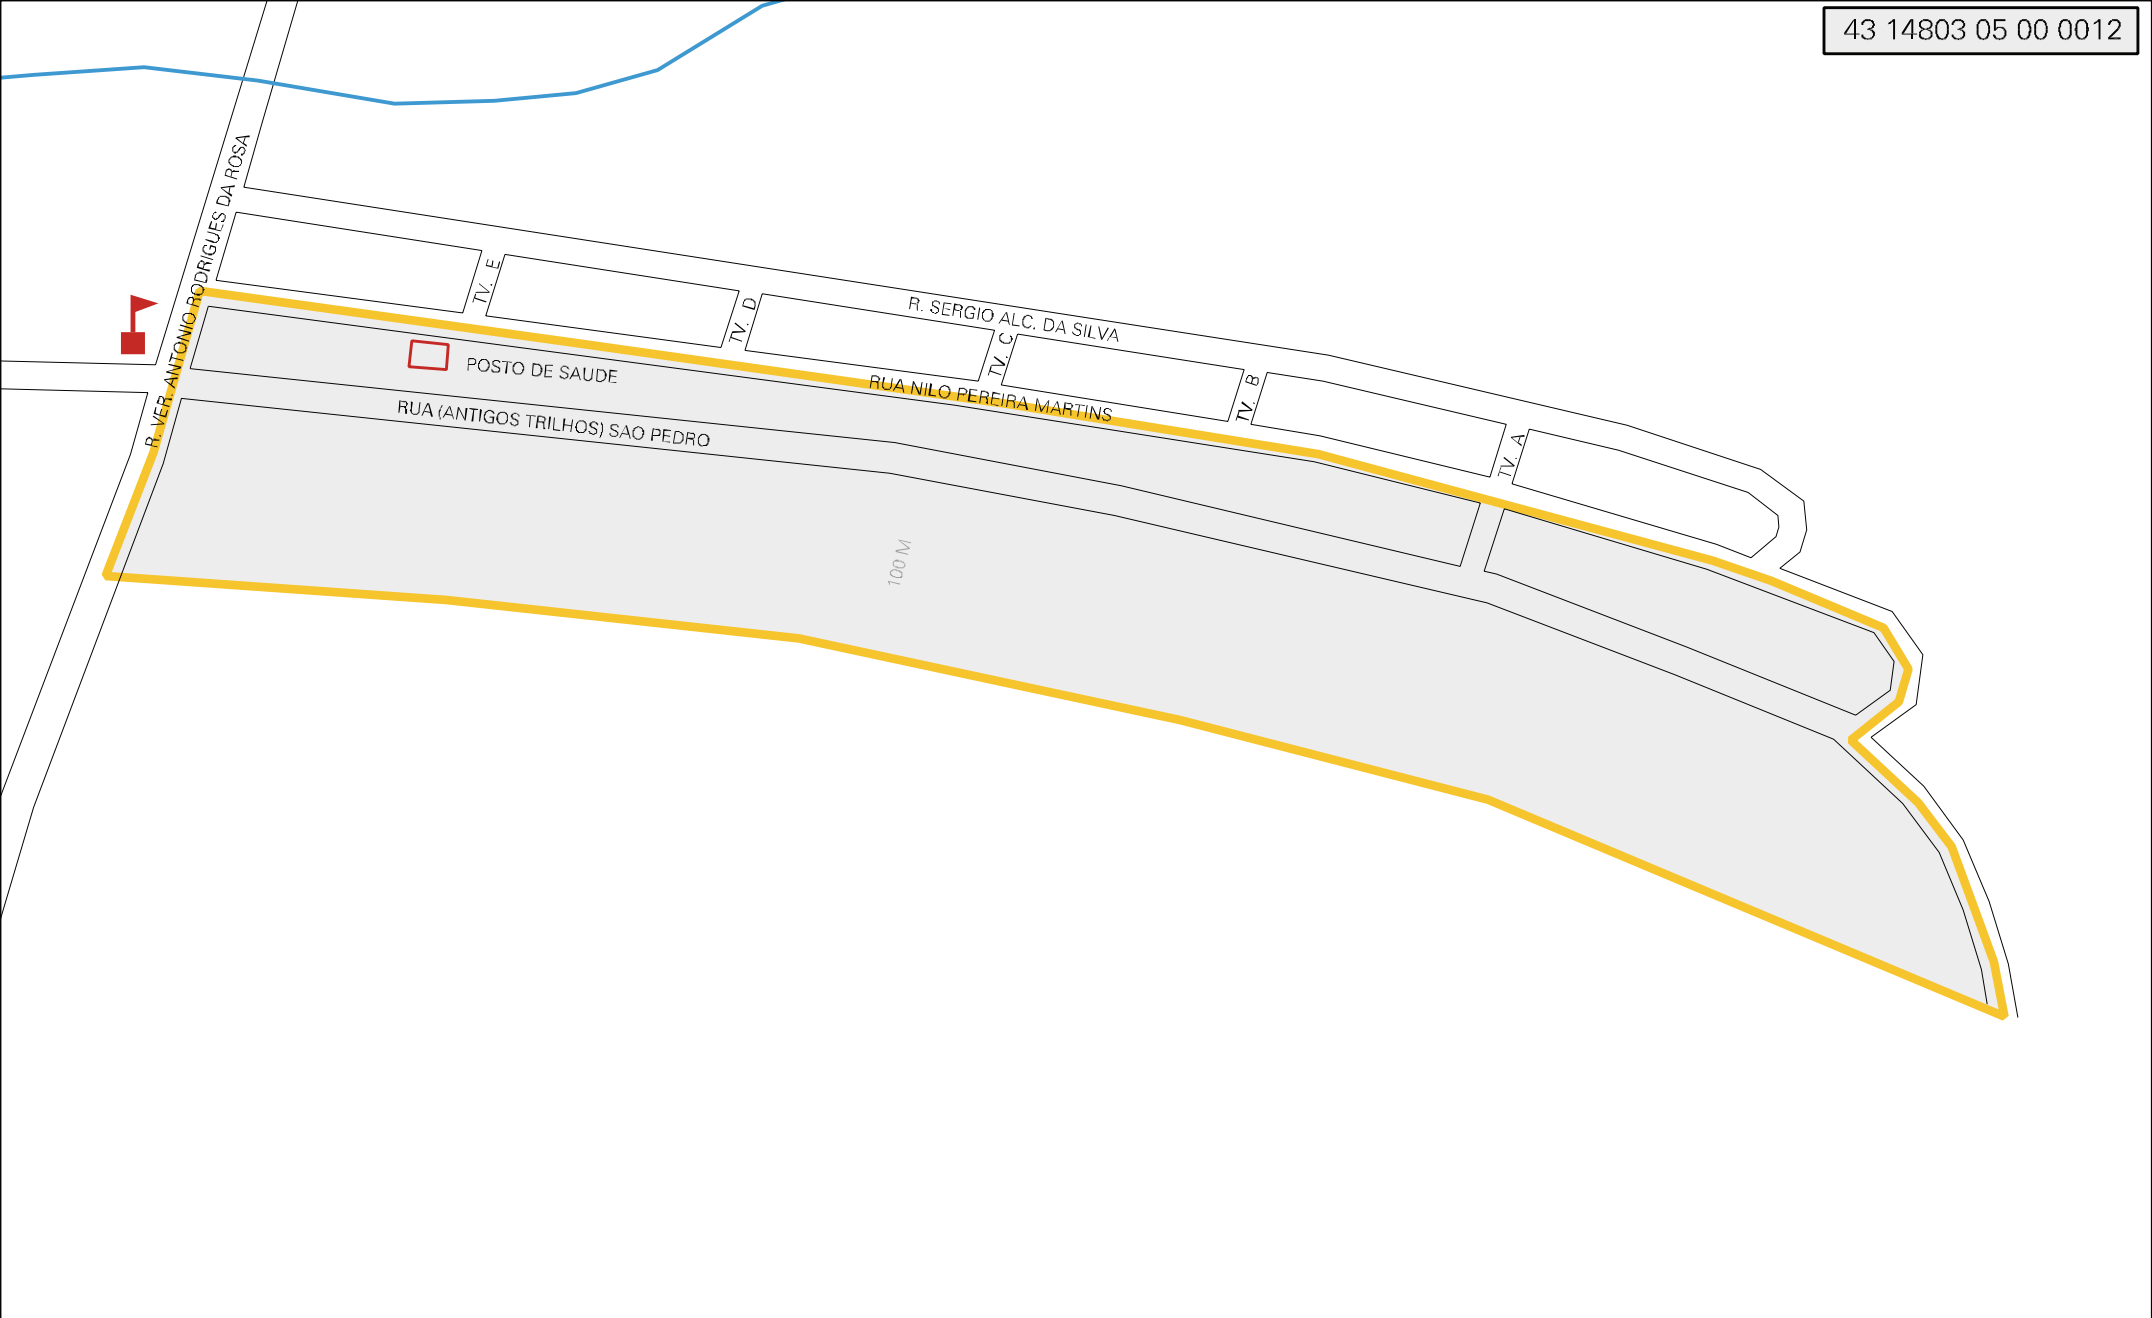 43 14803 05 00 0012
R. VER. ANTONIO RODRIGUES DA ROSA
TV. E
TV. D
R. SERGIO ALC. DA SILVA
TV. C
TV. B
TV. A
POSTO DE SAUDE
RUA NILO PEREIRA MARTINS
RUA (ANTIGOS TRILHOS) SAO PEDRO
100 M